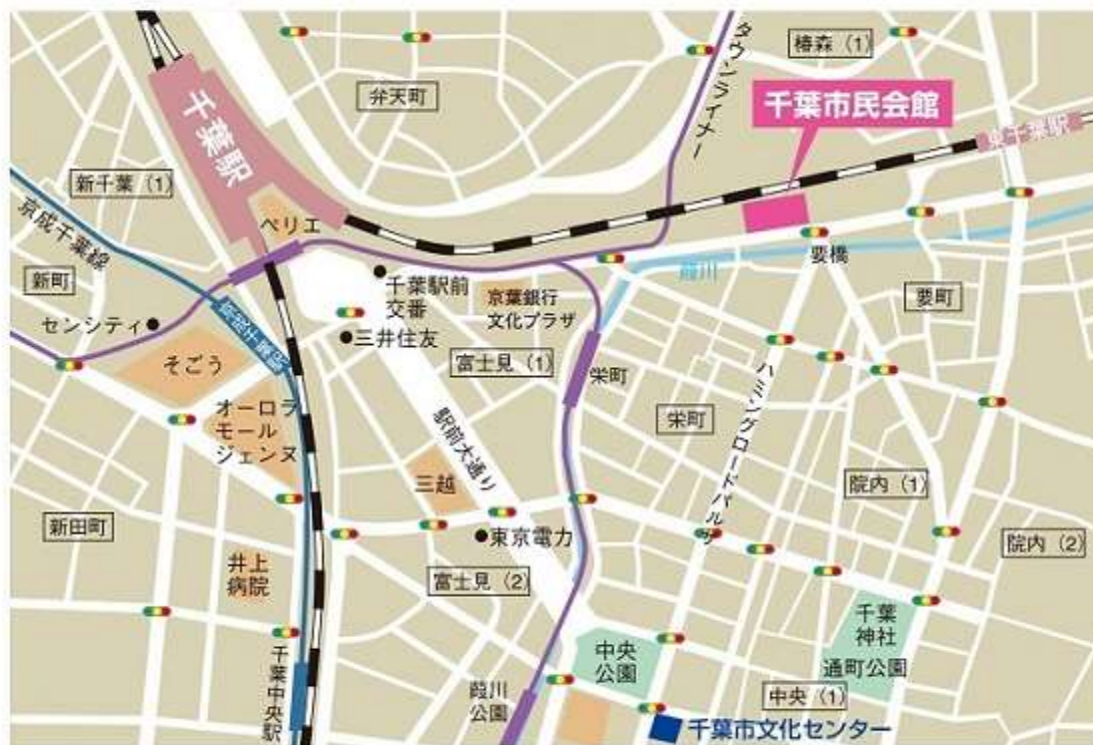 タウンライナー
椿森（1）
弁天町
千葉市民会館
千葉駅
東千葉駅
新千葉（1）
ペリエ
京成千葉線
新町
千葉駅前
交番
京葉銀行
文化プラザ
葭川
要橋
要町
センシティ
京成千葉駅
三井住友
そごう
富士見（1）
栄町
ハミングロードパルサ
オーロラ
モール
ジュンヌ
駅前大通り
栄町
三越
院内（1）
新田町
東京電力
院内（2）
井上
病院
富士見（2）
千葉
神社
中央
公園
通町公園
千葉中央駅
葭川
公園
中央（1）
千葉市文化センター